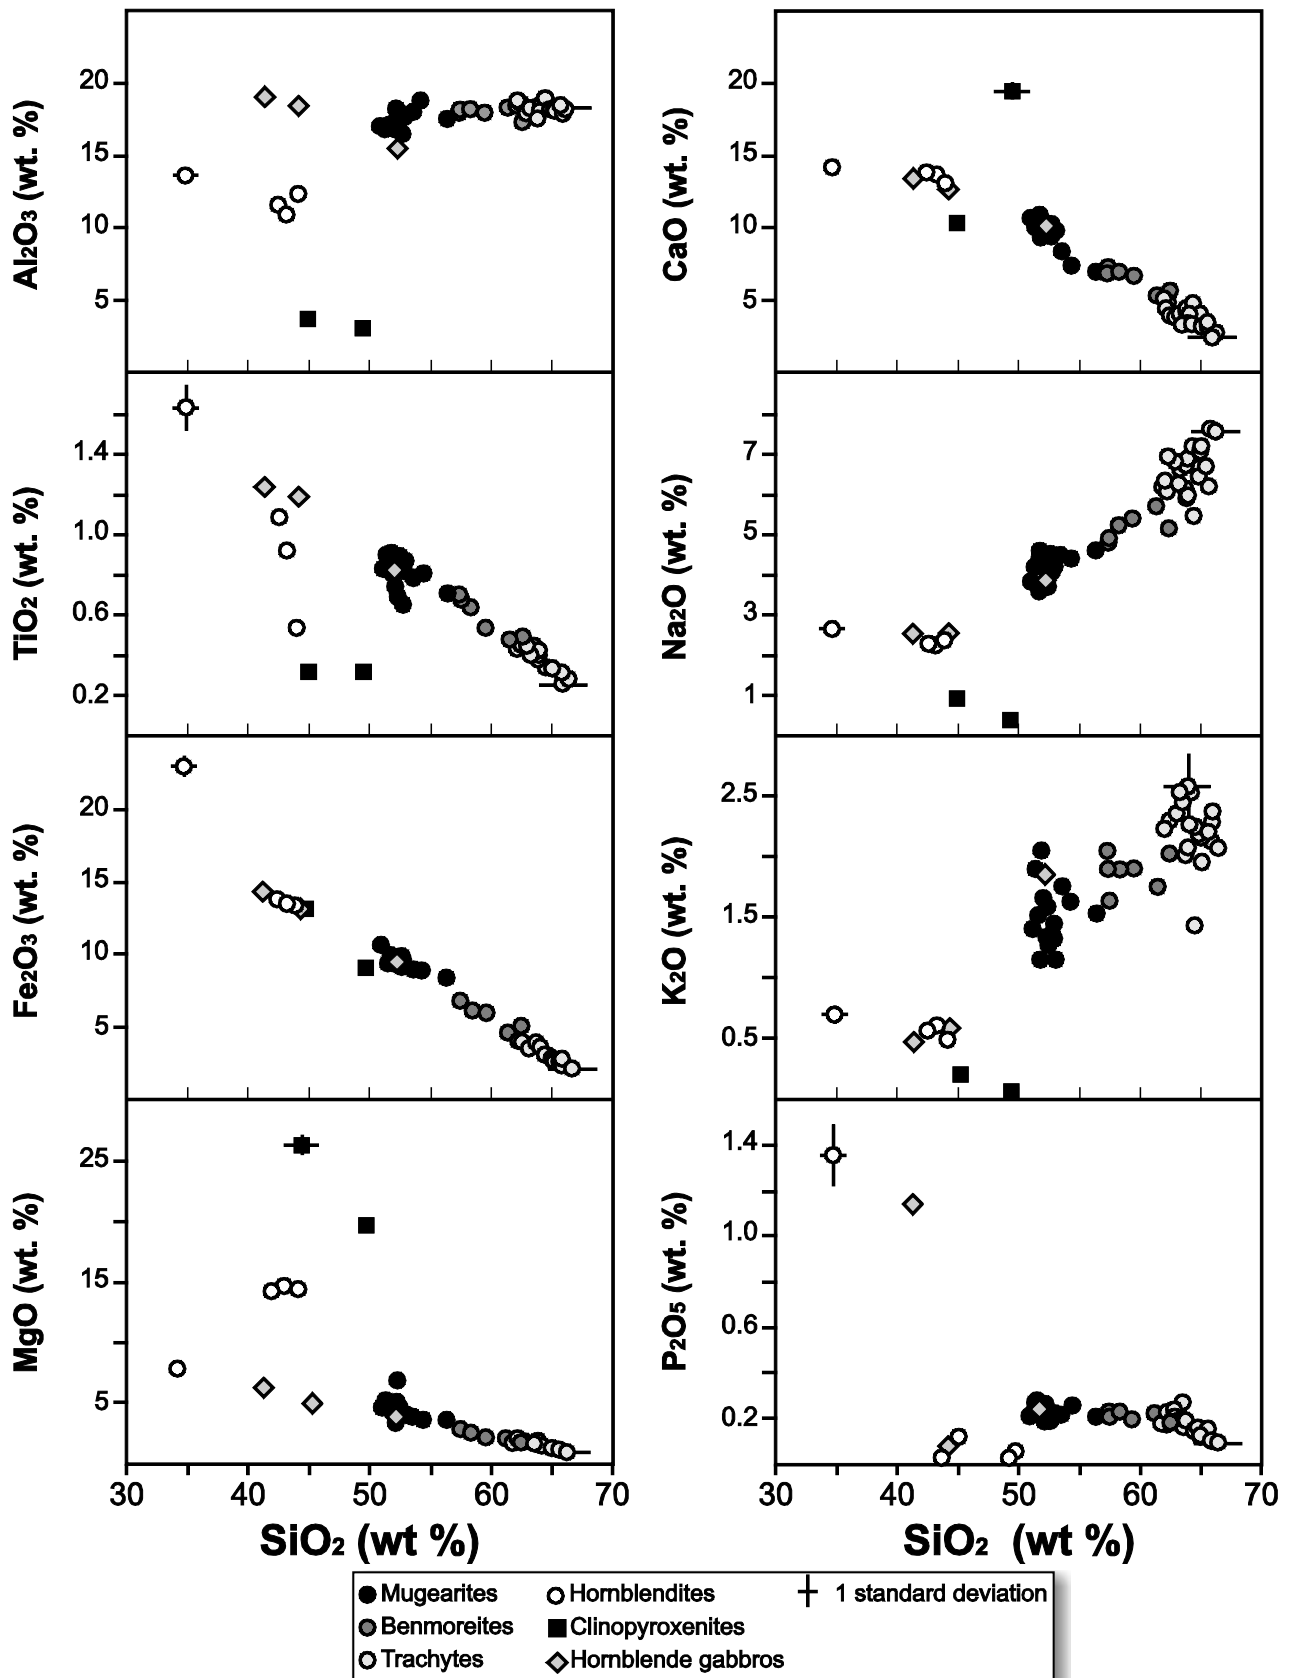 Al2O3 (wt. %)
20
15
10
5
CaO (wt. %)
20
15
10
5
TiO2 (wt. %)
1.4
1.0
0.6
0.2
Na2O (wt. %)
7
5
3
1
Fe2O3 (wt. %)
20
15
10
5
K2O (wt. %)
2.5
1.5
0.5
MgO (wt. %)
25
15
5
P2O5 (wt. %)
1.4
1.0
0.6
0.2
30 40 50 60 70
30 40 50 60 70
SiO2 (wt %)
SiO2 (wt %)
Mugearites Hornblendites 1 standard deviation
Benmoreites Clinopyroxenites
Trachytes Hornblende gabbros